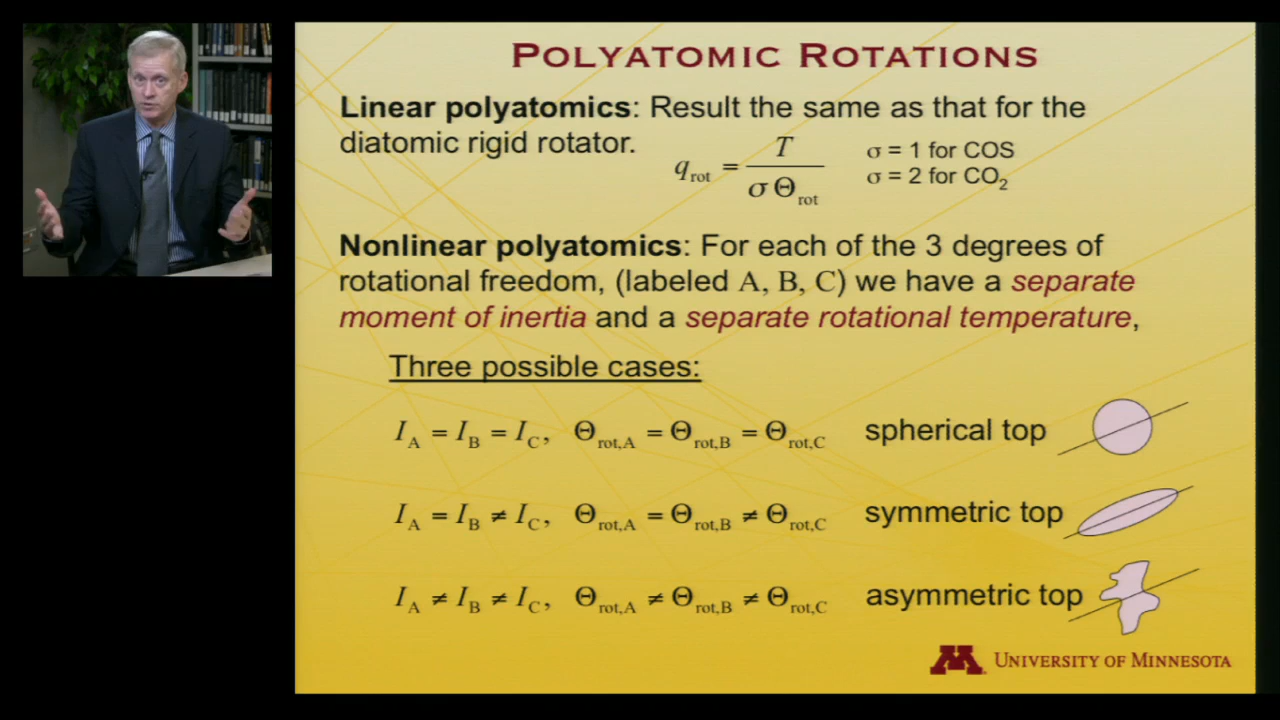 POLYATOMIC ROTATIONS
Linear polyatomics: Result the same as that for the
diatomic rigid rotator.
q_rot = T / (σ Θ_rot)
σ = 1 for COS
σ = 2 for CO₂
Nonlinear polyatomics: For each of the 3 degrees of
rotational freedom, (labeled A, B, C) we have a separate
moment of inertia and a separate rotational temperature,
Three possible cases:
I_A = I_B = I_C, Θ_rot,A = Θ_rot,B = Θ_rot,C spherical top
I_A = I_B ≠ I_C, Θ_rot,A = Θ_rot,B ≠ Θ_rot,C symmetric top
I_A ≠ I_B ≠ I_C, Θ_rot,A ≠ Θ_rot,B ≠ Θ_rot,C asymmetric top
M UNIVERSITY OF MINNESOTA